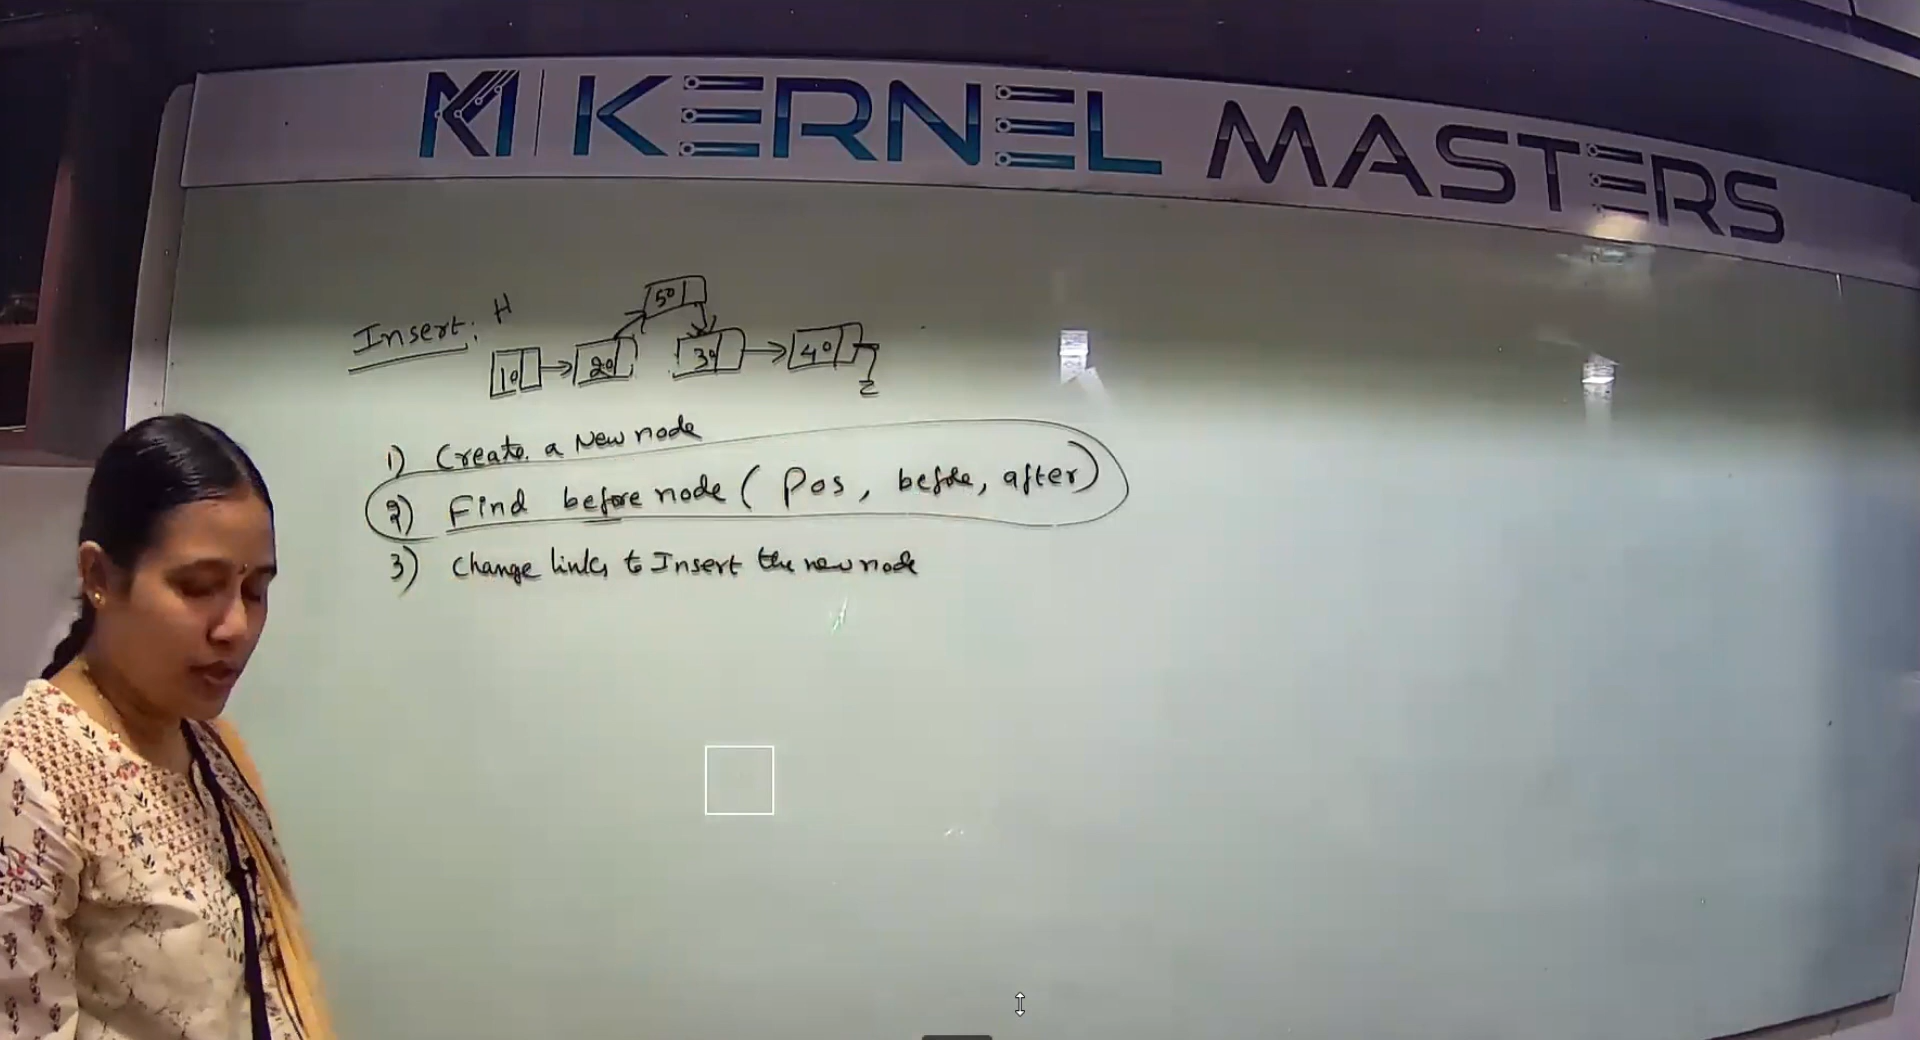 KM KERNEL MASTERS
Insert: H
50
10 20 30 40
1) Create a New node
2) Find before node ( Pos, before, after)
3) Change links to Insert the new node